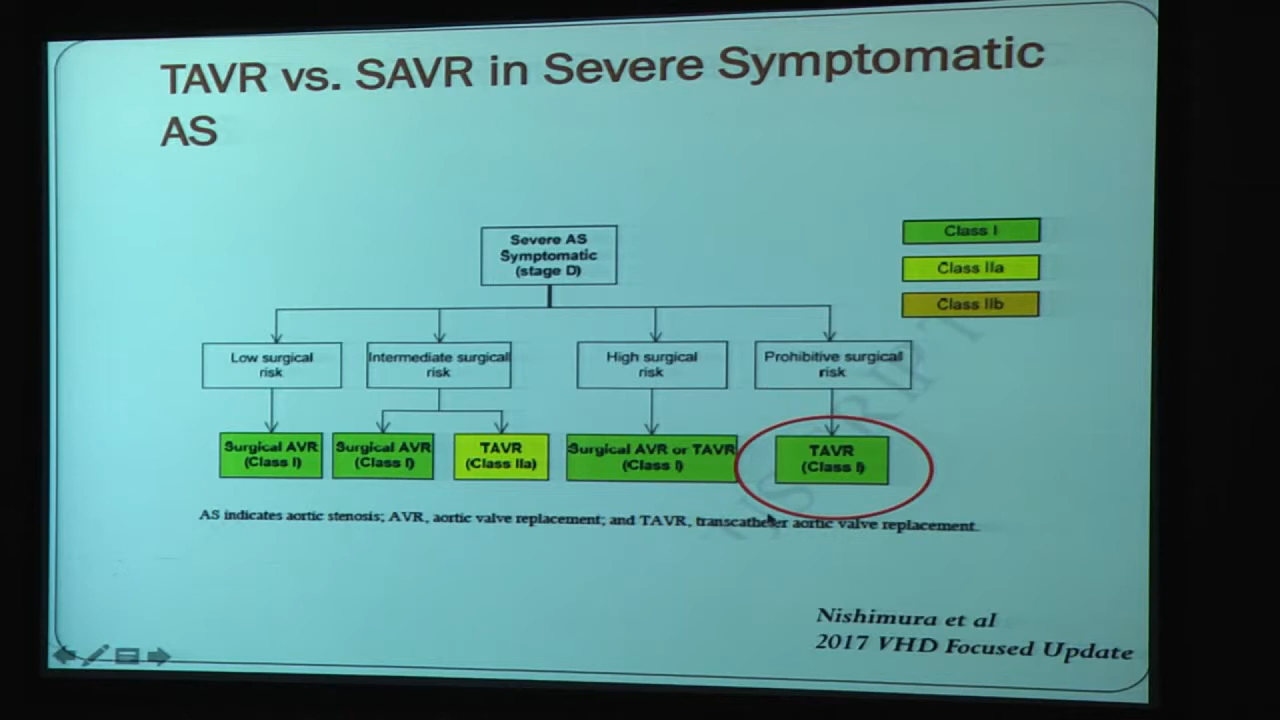 TAVR vs. SAVR in Severe Symptomatic
AS
Severe AS
Symptomatic
(stage D)
Class I
Class IIa
Class IIb
Low surgical
risk
Intermediate surgical
risk
High surgical
risk
Prohibitive surgical
risk
Surgical AVR
(Class I)
Surgical AVR
(Class I)
TAVR
(Class IIa)
Surgical AVR or TAVR
(Class I)
TAVR
(Class I)
AS indicates aortic stenosis; AVR, aortic valve replacement; and TAVR, transcatheter aortic valve replacement.
Nishimura et al
2017 VHD Focused Update